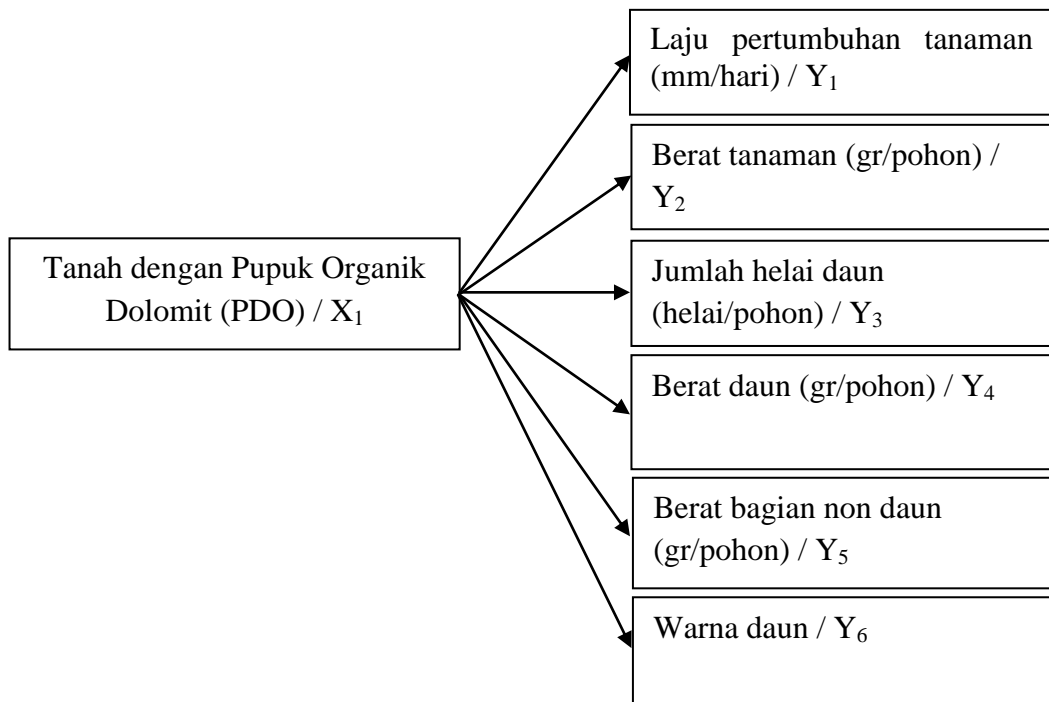 Laju pertumbuhan tanaman
(mm/hari) / Y₁
Berat tanaman (gr/pohon) /
Y₂
Tanah dengan Pupuk Organik
Dolomit (PDO) / X₁
Jumlah helai daun
(helai/pohon) / Y₃
Berat daun (gr/pohon) / Y₄
Berat bagian non daun
(gr/pohon) / Y₅
Warna daun / Y₆